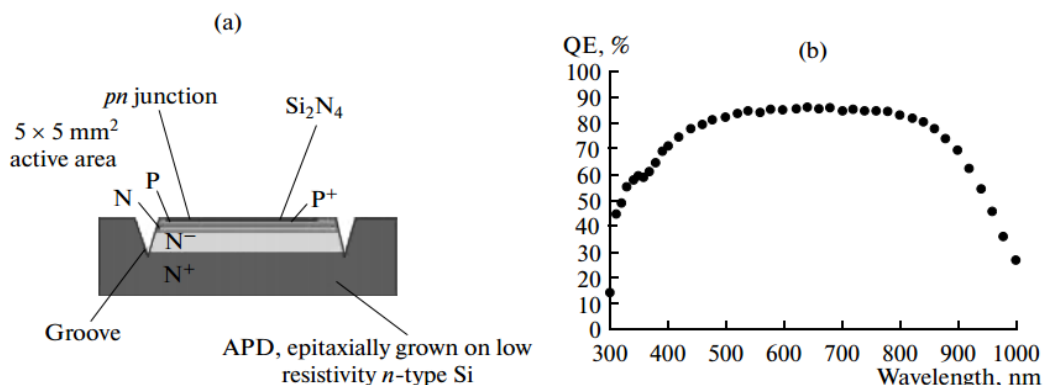 (a)
pn junction
Si2N4
5 × 5 mm2
active area
P
N
P+
N−
N+
Groove
APD, epitaxially grown on low
resistivity n-type Si
QE, %
(b)
100
90
80
70
60
50
40
30
20
10
0
300 400 500 600 700 800 900 1000
Wavelength, nm